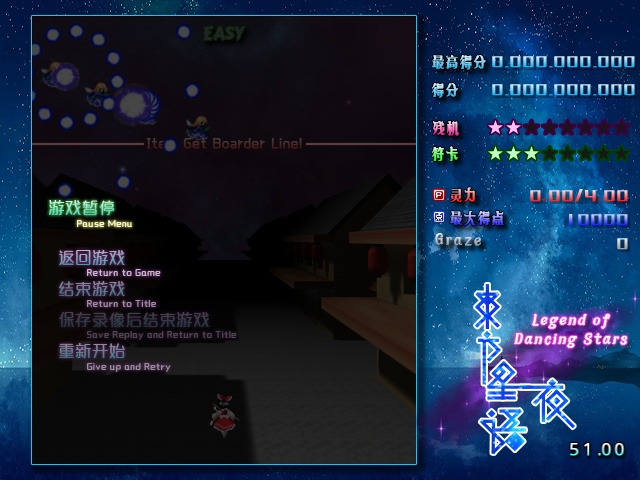 EASY
Item Get Boarder Line!
游戏暂停
Pause Menu
返回游戏
Return to Game
结束游戏
Return to Title
保存录像后结束游戏
Save Replay and Return to Title
重新开始
Give up and Retry
最高得分 0.000.000.000
得分 0.000.000.000
残机 ★★★★★★★★
符卡 ★★★★★★★★
P 灵力 0.00/4.00
最大得点 10000
Graze 0
Legend of
Dancing Stars
東方星夜语
51.00